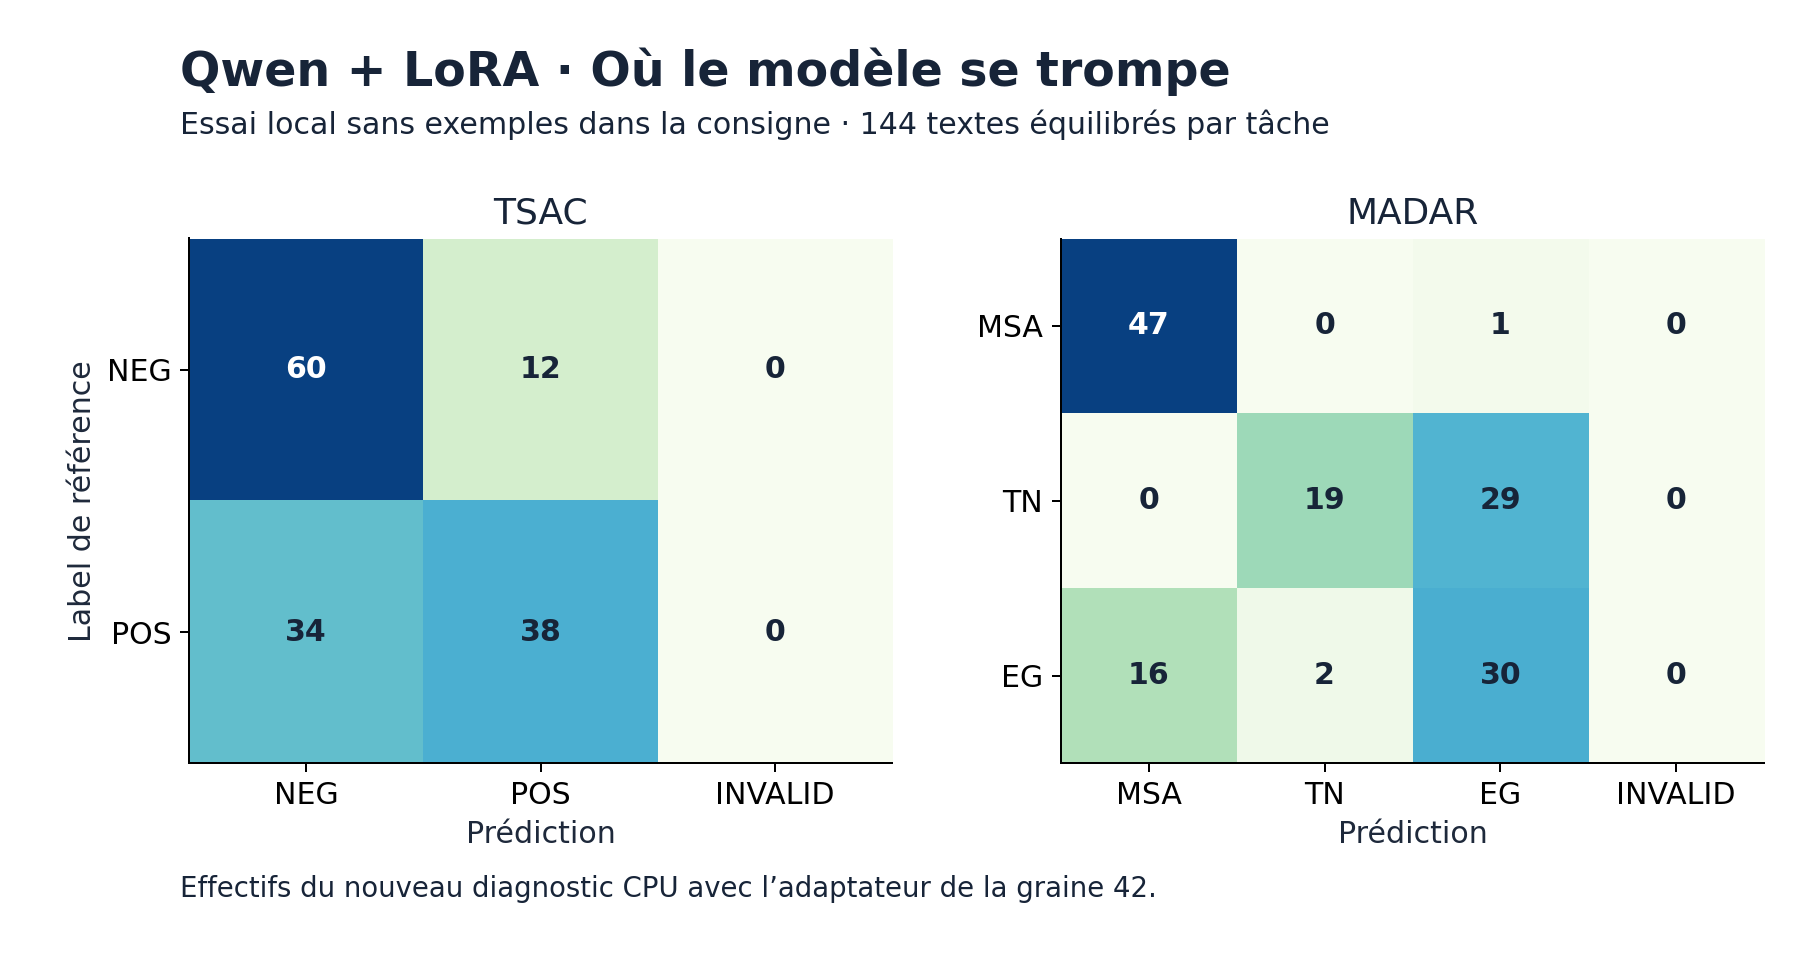 Qwen + LoRA · Où le modèle se trompe
Essai local sans exemples dans la consigne · 144 textes équilibrés par tâche
TSAC
Label de référence
NEG 60 12 0
POS 34 38 0
NEG POS INVALID
Prédiction
MADAR
MSA 47 0 1 0
TN 0 19 29 0
EG 16 2 30 0
MSA TN EG INVALID
Prédiction
Effectifs du nouveau diagnostic CPU avec l’adaptateur de la graine 42.